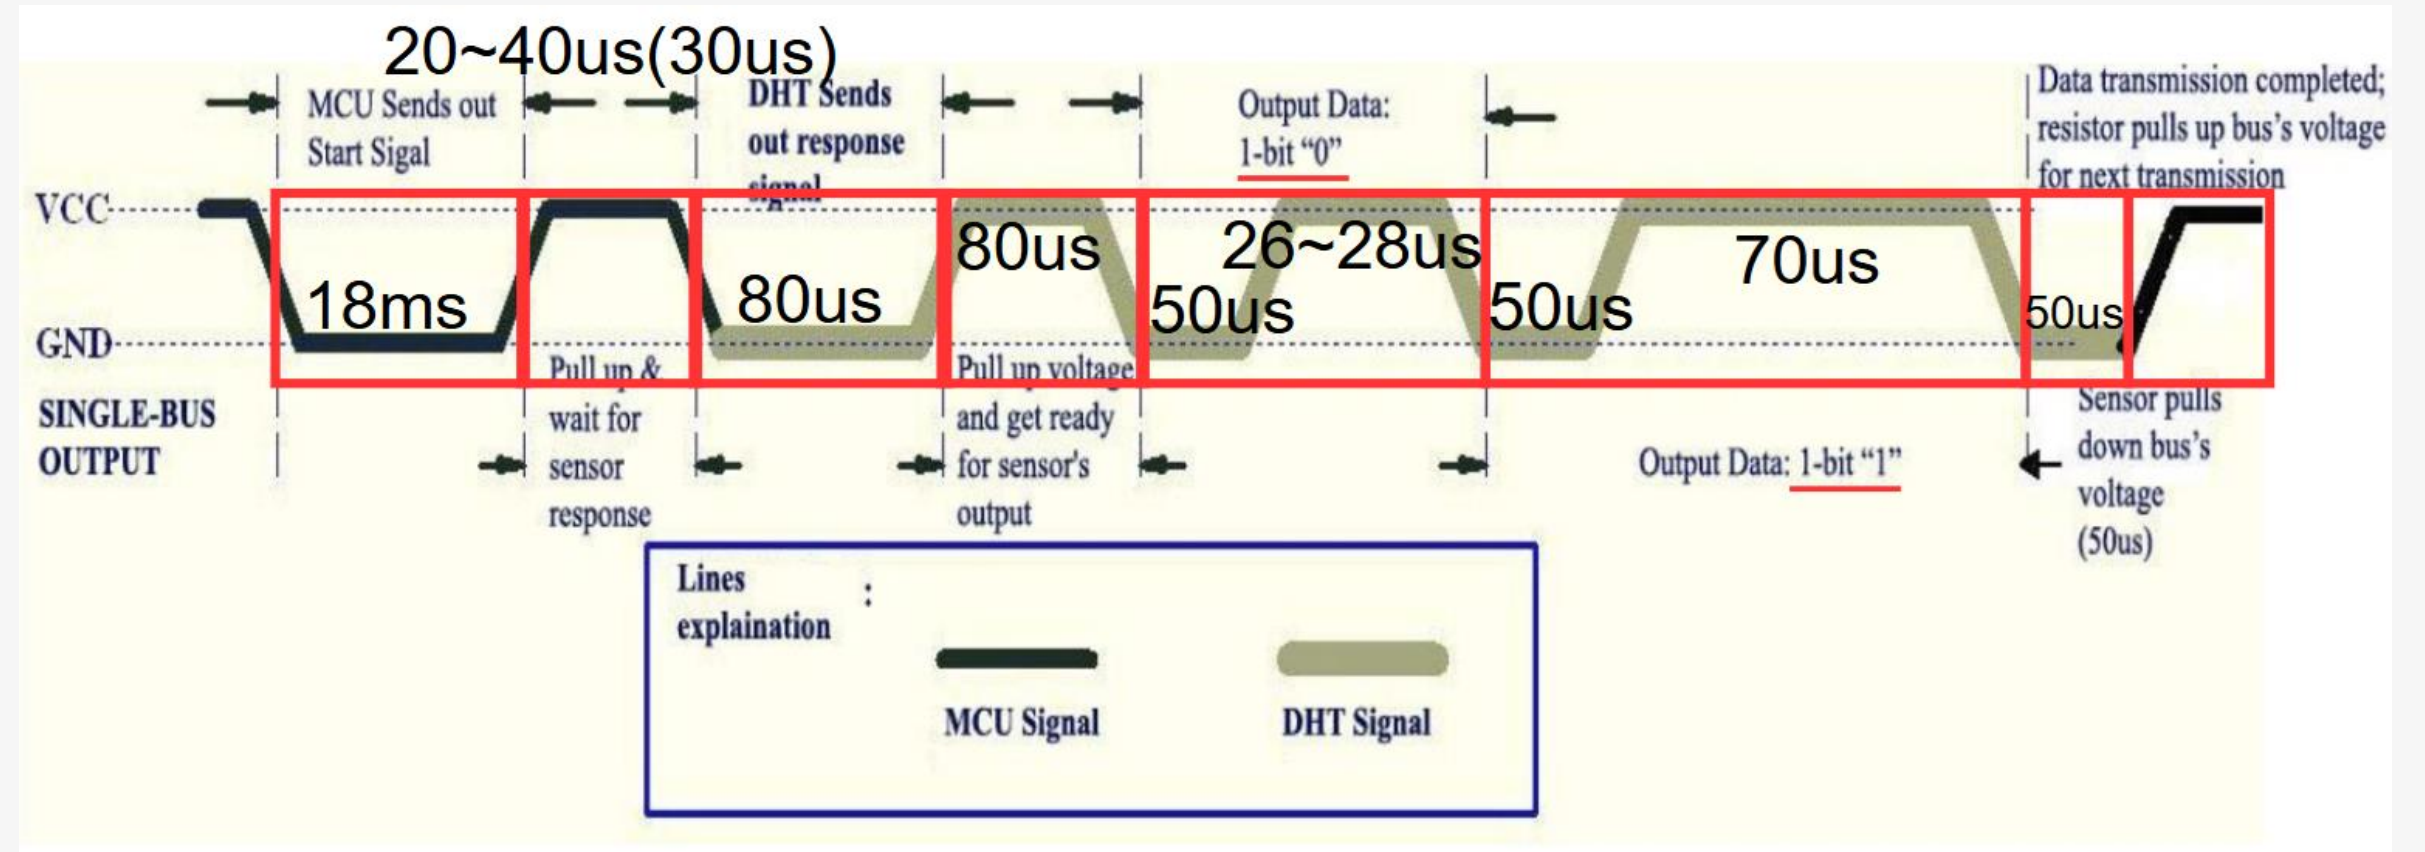 20~40us(30us)
MCU Sends out
Start Sigal
DHT Sends
out response
signal
Output Data:
1-bit “0”
Data transmission completed;
resistor pulls up bus’s voltage
for next transmission
VCC
GND
18ms
80us
80us
50us
26~28us
50us
70us
50us
SINGLE-BUS
OUTPUT
Pull up &
wait for
sensor
response
Pull up voltage
and get ready
for sensor's
output
Output Data: 1-bit “1”
Sensor pulls
down bus’s
voltage
(50us)
Lines
explaination
:
MCU Signal
DHT Signal